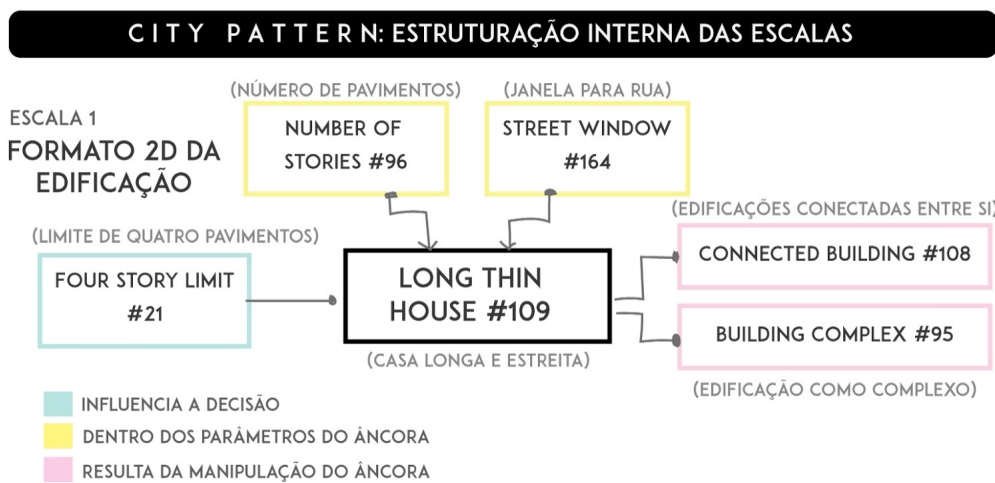 CITY PATTERN: ESTRUTURAÇÃO INTERNA DAS ESCALAS
ESCALA 1
FORMATO 2D DA
EDIFICAÇÃO
(NÚMERO DE PAVIMENTOS)
NUMBER OF
STORIES #96
(JANELA PARA RUA)
STREET WINDOW
#164
(LIMITE DE QUATRO PAVIMENTOS)
FOUR STORY LIMIT
#21
LONG THIN
HOUSE #109
(CASA LONGA E ESTREITA)
(EDIFICAÇÕES CONECTADAS ENTRE SI)
CONNECTED BUILDING #108
BUILDING COMPLEX #95
(EDIFICAÇÃO COMO COMPLEXO)
INFLUENCIA A DECISÃO
DENTRO DOS PARÂMETROS DO ÂNCORA
RESULTA DA MANIPULAÇÃO DO ÂNCORA